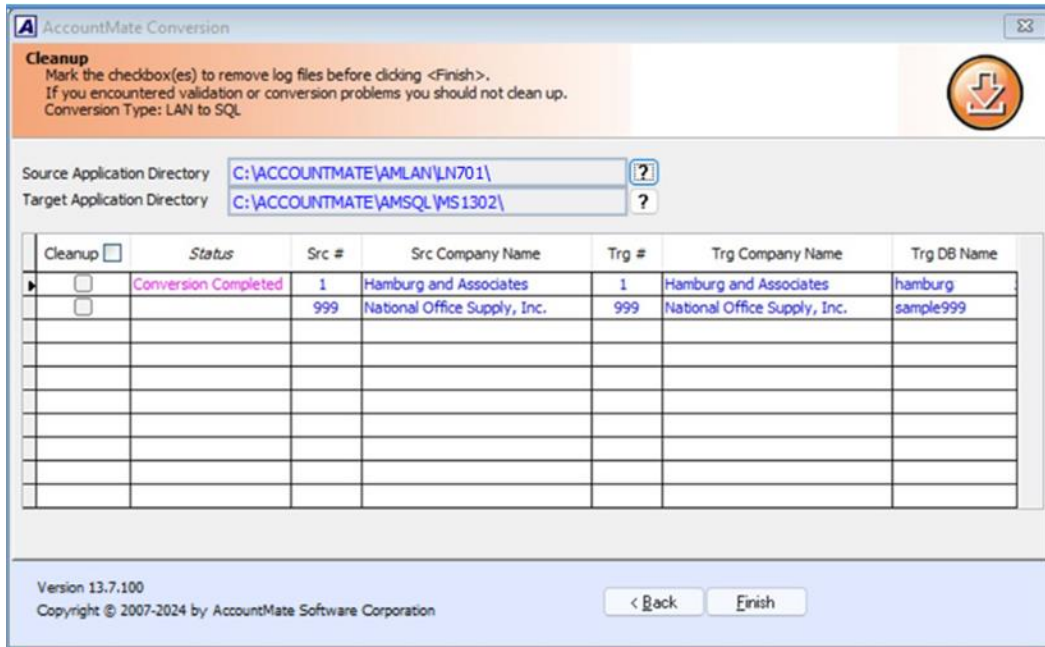 A AccountMate Conversion
Cleanup
Mark the checkbox(es) to remove log files before clicking <Finish>.
If you encountered validation or conversion problems you should not clean up.
Conversion Type: LAN to SQL
Source Application Directory C:\ACCOUNTMATE\AMLAN\LN701\ ?
Target Application Directory C:\ACCOUNTMATE\AMSQL\MS1302\ ?
Cleanup Status Src # Src Company Name Trg # Trg Company Name Trg DB Name
Conversion Completed 1 Hamburg and Associates 1 Hamburg and Associates hamburg
999 National Office Supply, Inc. 999 National Office Supply, Inc. sample999
Version 13.7.100
Copyright © 2007-2024 by AccountMate Software Corporation
< Back Finish